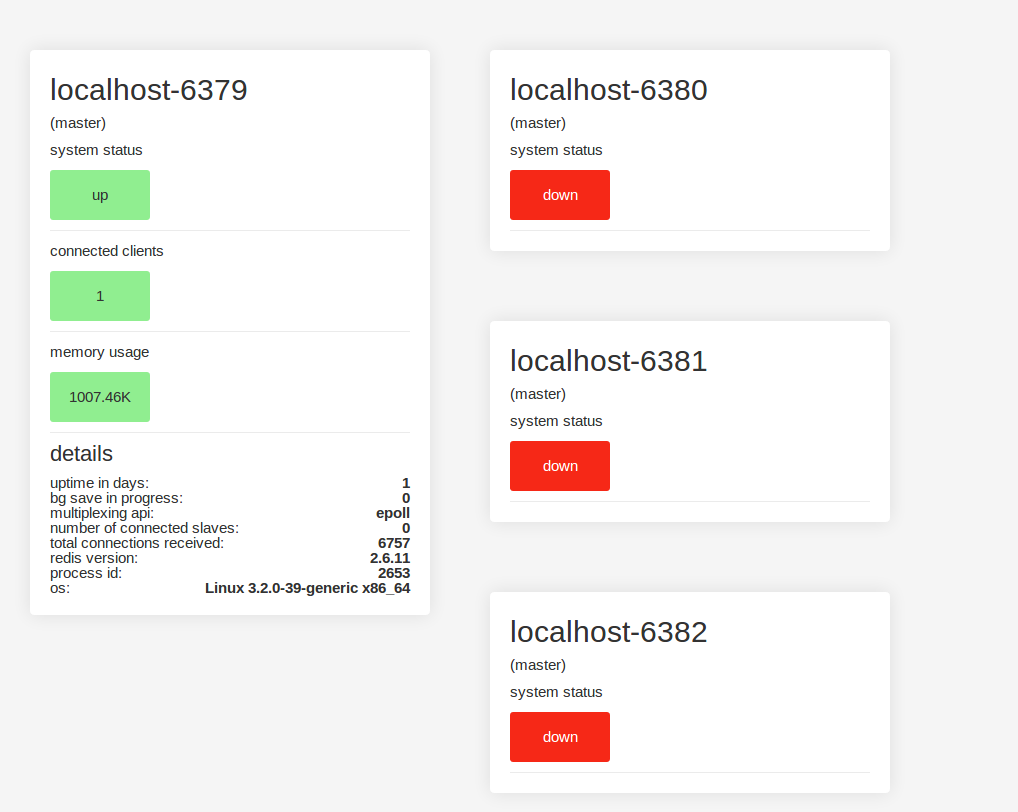 localhost-6379
(master)
system status
up
connected clients
1
memory usage
1007.46K
details
uptime in days: 1
bg save in progress: 0
multiplexing api: epoll
number of connected slaves: 0
total connections received: 6757
redis version: 2.6.11
process id: 2653
os: Linux 3.2.0-39-generic x86_64
localhost-6380
(master)
system status
down
localhost-6381
(master)
system status
down
localhost-6382
(master)
system status
down